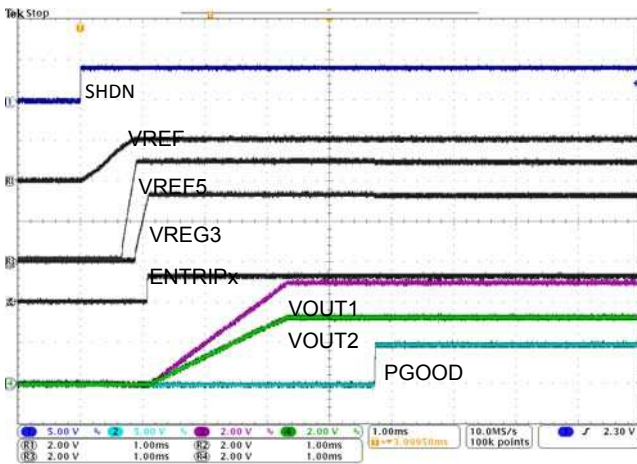 Tek Stop
SHDN
VREF
VREF5
VREG3
ENTRIPx
VOUT1
VOUT2
PGOOD
5.00 V 5.00 V 2.00 V 2.00 V 1.00ms 10.0MS/s 2.30 V
100k points
R1 2.00 V 1.00ms R2 2.00 V 1.00ms
R3 2.00 V 1.00ms R4 2.00 V 1.00ms